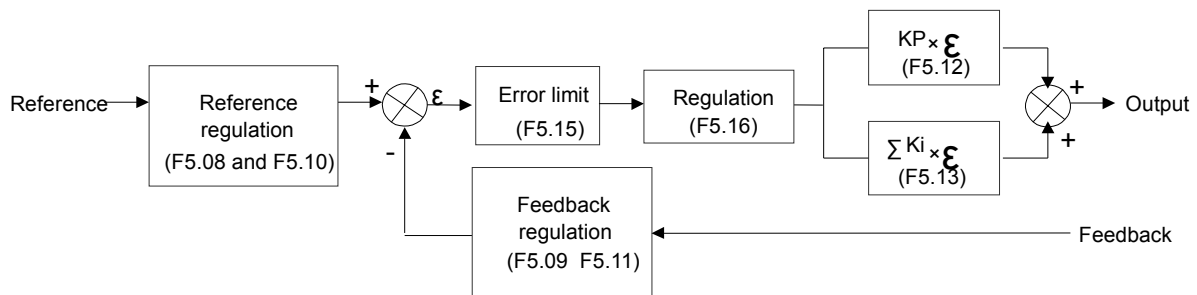 Reference
Reference
regulation
(F5.08 and F5.10)
+
-
ε
Error limit
(F5.15)
Regulation
(F5.16)
KP×ε
(F5.12)
∑Ki×ε
(F5.13)
+
+
Output
Feedback
regulation
(F5.09 F5.11)
Feedback